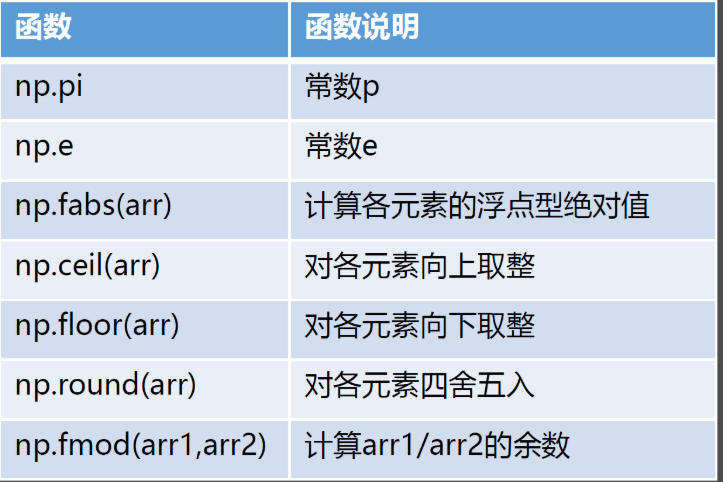 函数 函数说明
np.pi 常数p
np.e 常数e
np.fabs(arr) 计算各元素的浮点型绝对值
np.ceil(arr) 对各元素向上取整
np.floor(arr) 对各元素向下取整
np.round(arr) 对各元素四舍五入
np.fmod(arr1,arr2) 计算arr1/arr2的余数